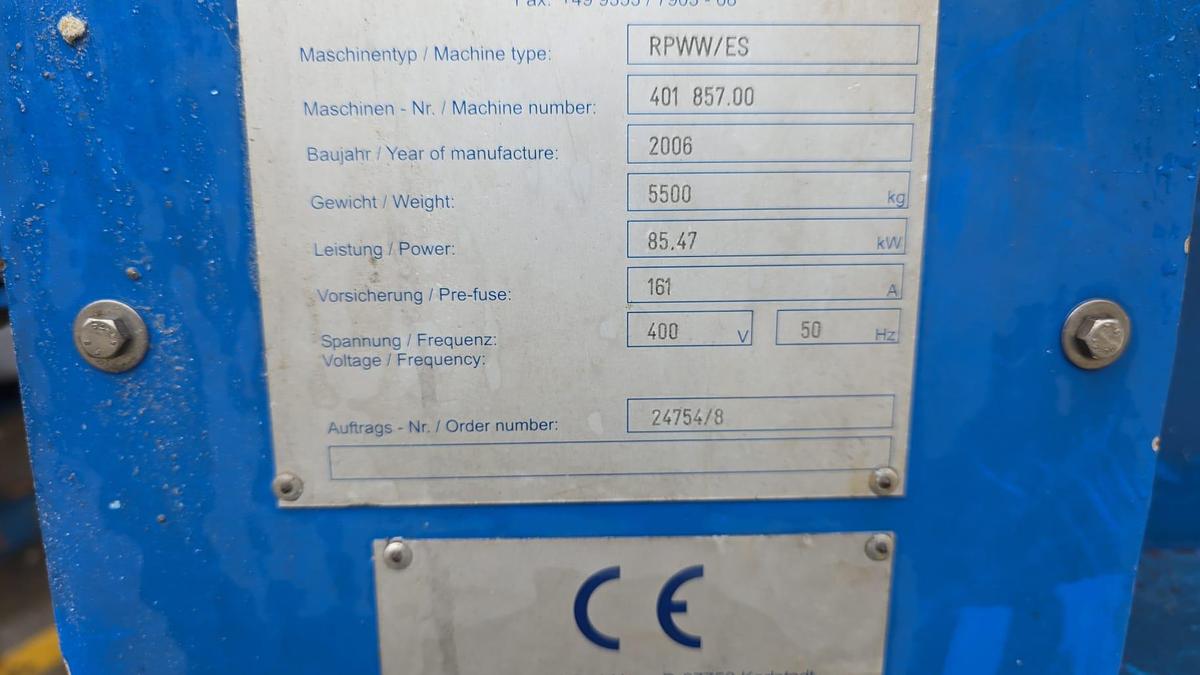 Maschinentyp / Machine type: RPWW/ES
Maschinen - Nr. / Machine number: 401 857.00
Baujahr / Year of manufacture: 2006
Gewicht / Weight: 5500 kg
Leistung / Power: 85.47 kW
Vorsicherung / Pre-fuse: 161 A
Spannung / Frequenz: 400 V 50 Hz
Voltage / Frequency:
Auftrags - Nr. / Order number: 24754/8
CE